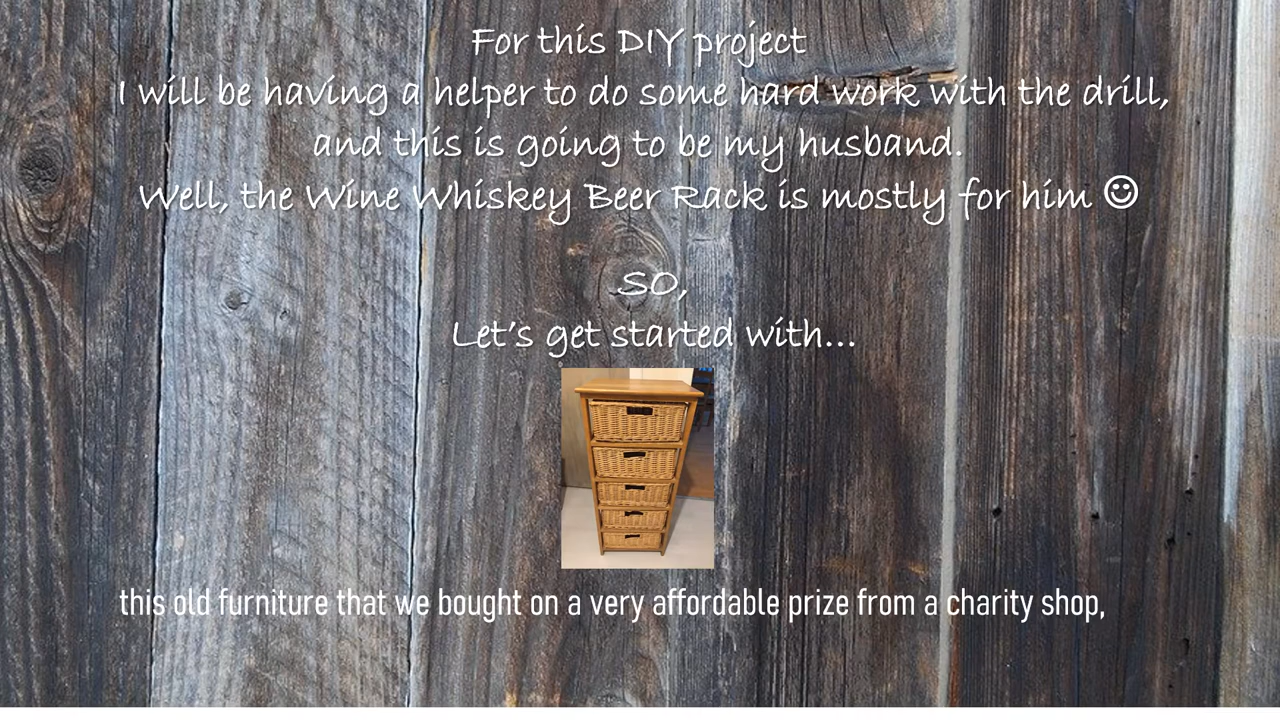 For this DIY project
I will be having a helper to do some hard work with the drill,
and this is going to be my husband.
Well, the Wine Whiskey Beer Rack is mostly for him ☺
SO,
Let's get started with...
this old furniture that we bought on a very affordable prize from a charity shop,